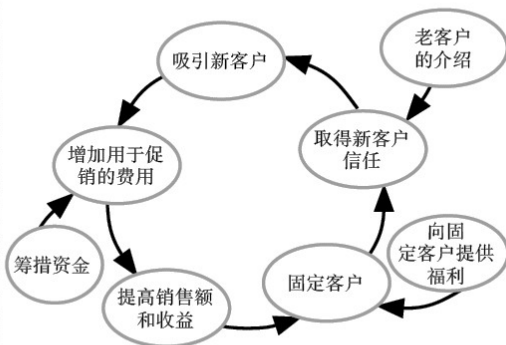 老客户
的介绍
吸引新客户
取得新客户
信任
增加用于促
销的费用
筹措资金
向固
定客户提供
福利
固定客户
提高销售额
和收益